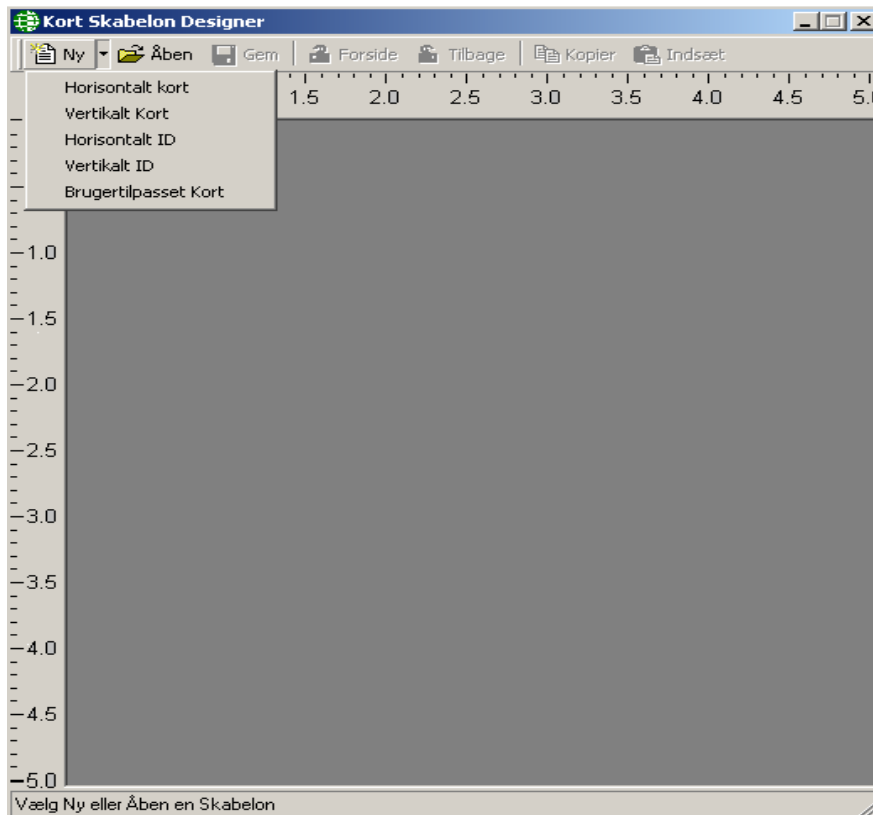 Kort Skabelon Designer
Ny Åben Gem Forside Tilbage Kopier Indsæt
Horisontalt kort
Vertikalt Kort
Horisontalt ID
Vertikalt ID
Brugertilpasset Kort
1.5 2.0 2.5 3.0 3.5 4.0 4.5 5.0
1.0
1.5
2.0
2.5
3.0
3.5
4.0
4.5
5.0
Vælg Ny eller Åben en Skabelon